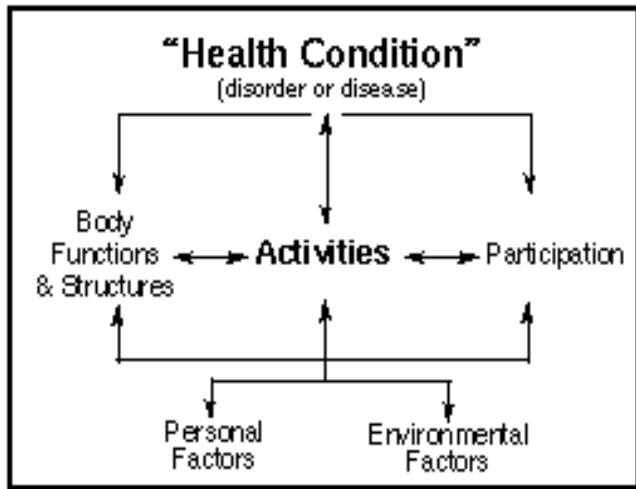 “Health Condition”
(disorder or disease)
Body
Functions
& Structures
Activities
Participation
Personal
Factors
Environmental
Factors